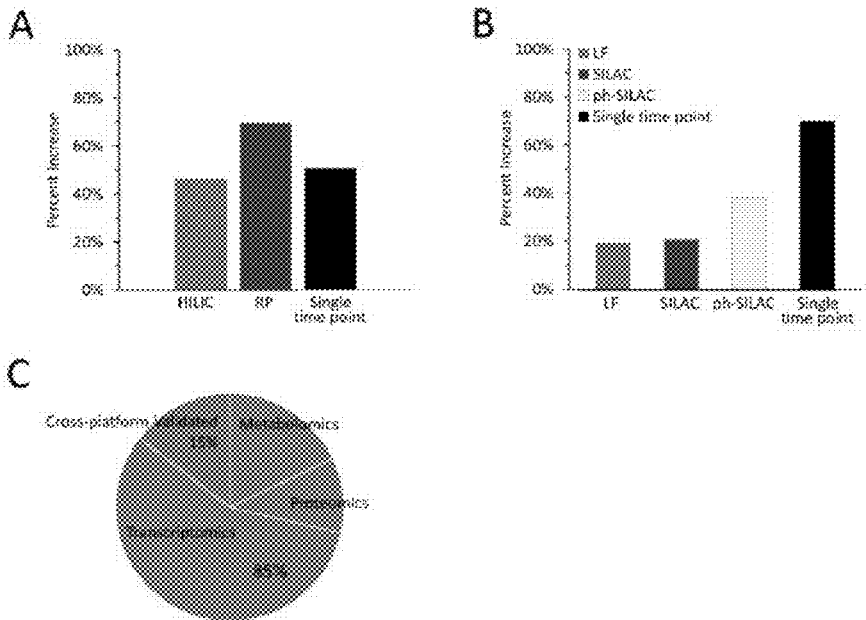 A
100%
80%
60%
40%
20%
0%
Percent Increase
HILIC
RP
Single
time point
B
100%
80%
60%
40%
20%
0%
Percent Increase
LF
SILAC
ph-SILAC
Single time point
LF
SILAC
ph-SILAC
Single
time point
C
Cross-platform Validated
15%
Metabolomics
Proteomics
Transcriptomics
85%